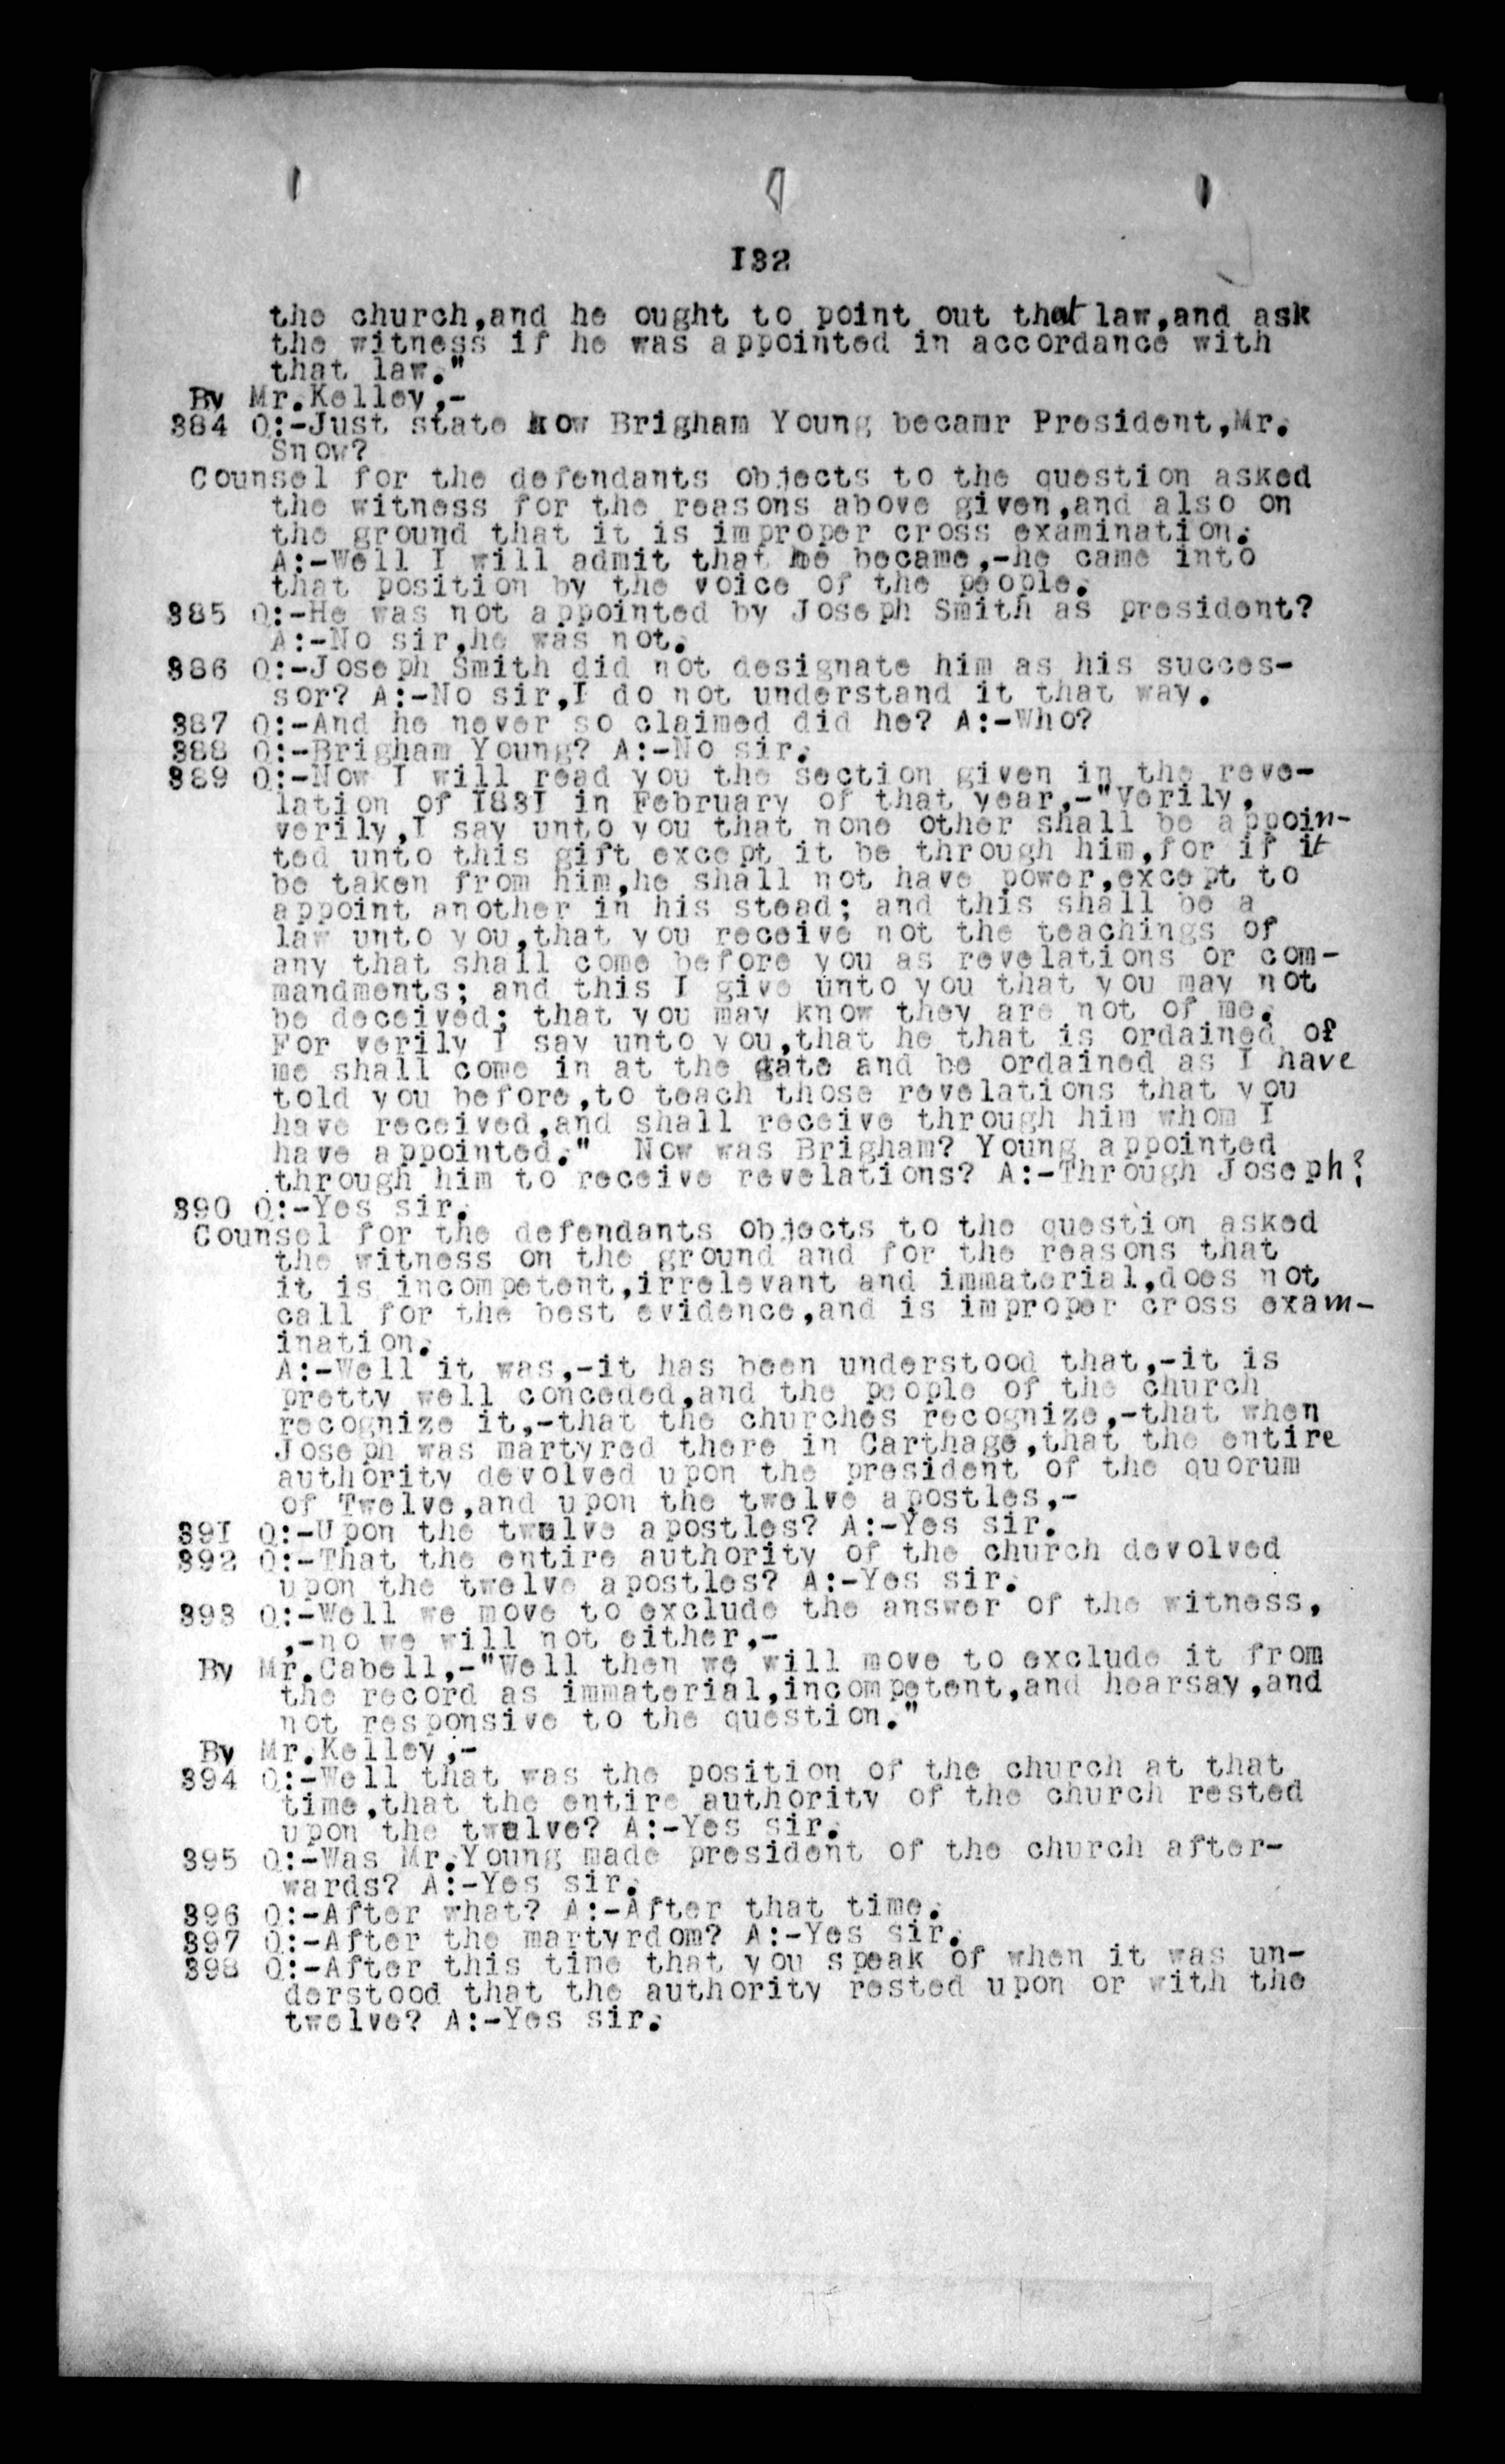 132
the church,and he ought to point out that law,and ask
the witness if he was appointed in accordance with
that law."
By Mr.Kelley,-
384 Q:-Just state how Brigham Young becamr President,Mr.
Snow?
Counsel for the defendants objects to the question asked
the witness for the reasons above given,and also on
the ground that it is improper cross examination.
A:-Well I will admit that he became,-he came into
that position by the voice of the people.
385 Q:-He was not appointed by Joseph Smith as president?
A:-No sir,he was not.
386 Q:-Joseph Smith did not designate him as his succes-
sor? A:-No sir,I do not understand it that way.
387 Q:-And he never so claimed did he? A:-Who?
388 Q:-Brigham Young? A:-No sir.
389 Q:-Now I will read you the section given in the reve-
lation of I83I in February of that year,-"Verily,
verily,I say unto you that none other shall be appoin-
ted unto this gift except it be through him,for if it
be taken from him,he shall not have power,except to
appoint another in his stead; and this shall be a
law unto you,that you receive not the teachings of
any that shall come before you as revelations or com-
mandments; and this I give unto you that you may not
be deceived; that you may know they are not of me.
For verily I say unto you,that he that is ordained of
me shall come in at the gate and be ordained as I have
told you before,to teach those revelations that you
have received,and shall receive through him whom I
have appointed." Now was Brigham? Young appointed
through him to receive revelations? A:-Through Joseph?
390 Q:-Yes sir.
Counsel for the defendants objects to the question asked
the witness on the ground and for the reasons that
it is incompetent,irrelevant and immaterial,does not
call for the best evidence,and is improper cross exam-
ination.
A:-Well it was,-it has been understood that,-it is
pretty well conceded,and the people of the church
recognize it,-that the churches recognize,-that when
Joseph was martyred there in Carthage,that the entire
authority devolved upon the president of the quorum
of Twelve,and upon the twelve apostles,-
39I Q:-Upon the twelve apostles? A:-Yes sir.
392 Q:-That the entire authority of the church devolved
upon the twelve apostles? A:-Yes sir.
393 Q:-Well we move to exclude the answer of the witness,
,-no we will not either,-
By Mr.Cabell,-"Well then we will move to exclude it from
the record as immaterial,incompetent,and hearsay,and
not responsive to the question."
By Mr.Kelley,-
394 Q:-Well that was the position of the church at that
time,that the entire authority of the church rested
upon the twelve? A:-Yes sir.
395 Q:-Was Mr.Young made president of the church after-
wards? A:-Yes sir.
396 Q:-After what? A:-After that time.
397 Q:-After the martyrdom? A:-Yes sir.
398 Q:-After this time that you speak of when it was un-
derstood that the authority rested upon or with the
twelve? A:-Yes sir.